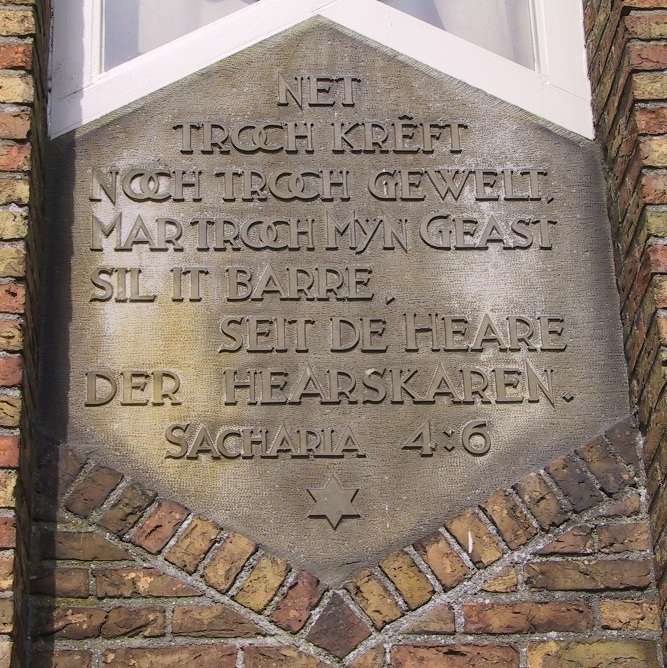 NET
TROCH KRÊFT
NOCH TROCH GEWELT,
MAR TROCH MYN GEAST
SIL IT BARRE,
SEIT DE HEARE
DER HEARSKAREN.
SACHARIA 4:6